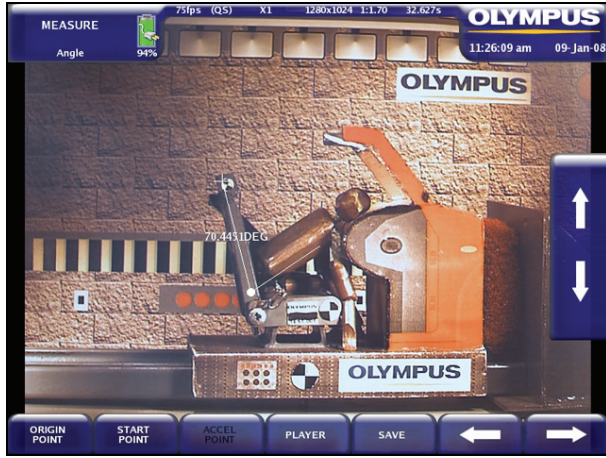 MEASURE
Angle
94%
75fps (QS) X1 1280x1024 1:1.70 32.627s
OLYMPUS
11:26:09 am 09-Jan-08
OLYMPUS
70.4451DEG
OLYMPUS
OLYMPUS
ORIGIN POINT
START POINT
ACCEL POINT
PLAYER
SAVE